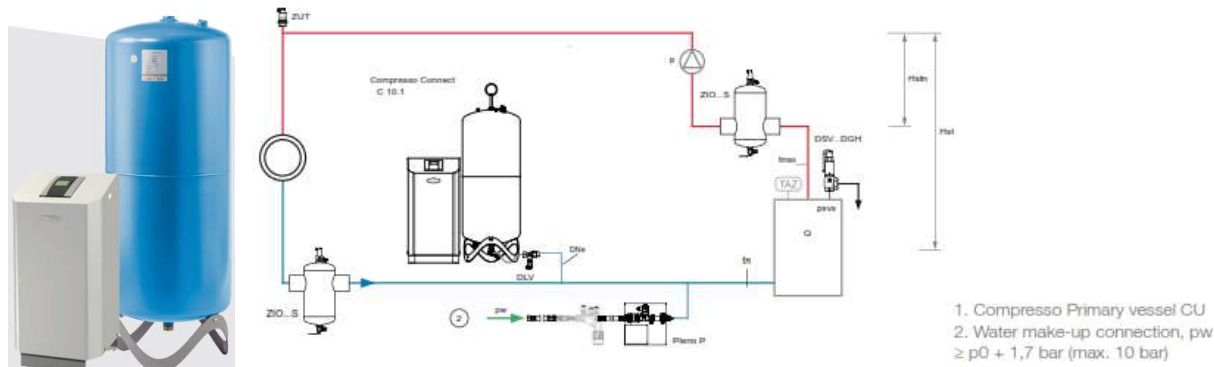 ZUT
Compresso Connect
C 10.1
P
ZIO...S
Hstm
Hst
DSV...DGH
tmax
TAZ
psvs
Q
DNe
DLV
tR
ZIO...S
2
pw
Pleno P
1. Compresso Primary vessel CU
2. Water make-up connection, pw
≥ p0 + 1,7 bar (max. 10 bar)